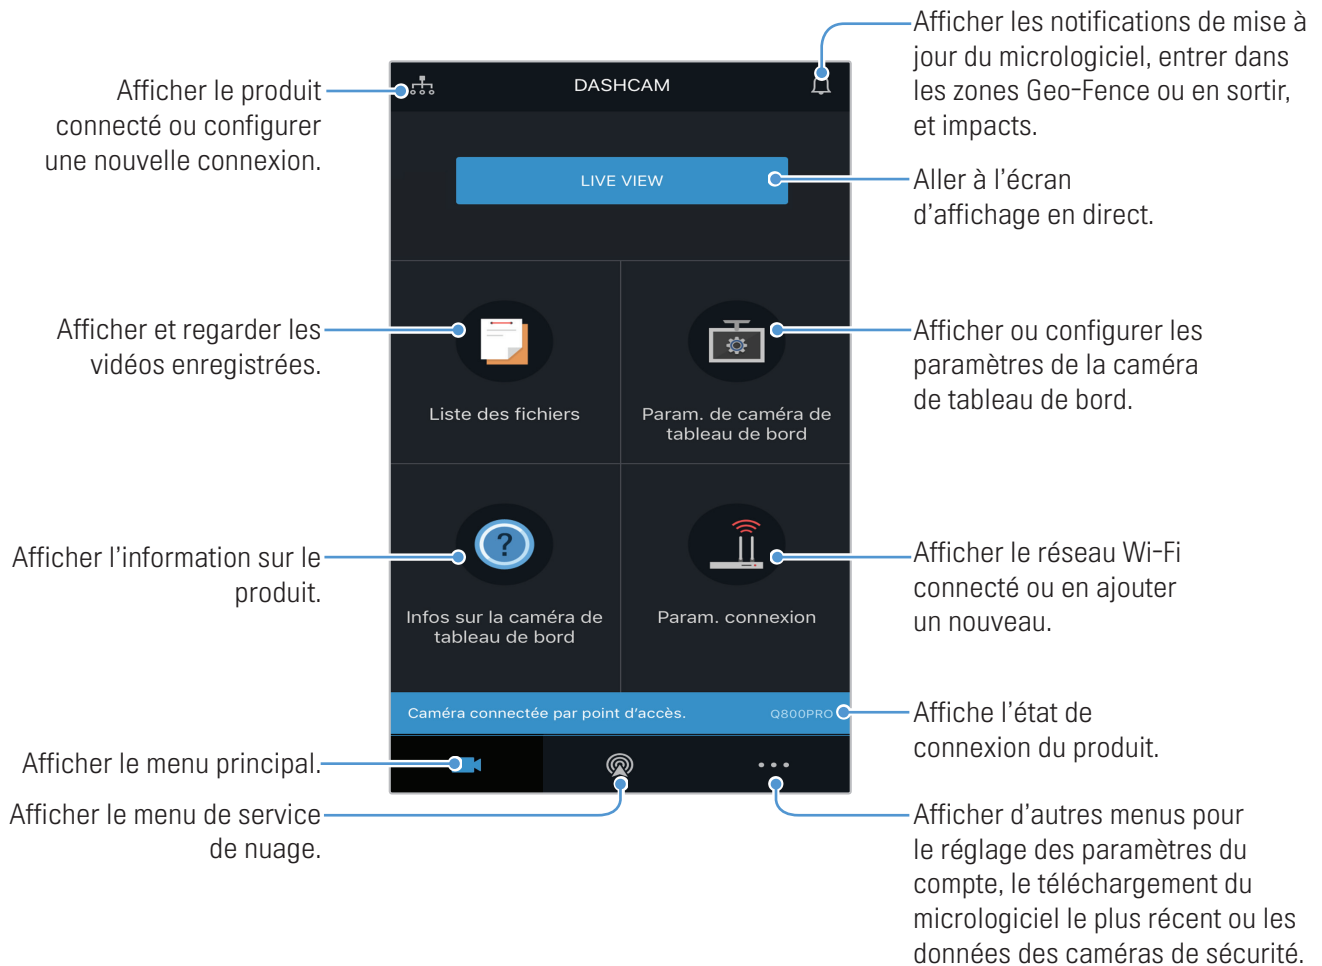 Afficher les notifications de mise à
jour du micrologiciel, entrer dans
les zones Geo-Fence ou en sortir,
et impacts.
Afficher le produit
connecté ou configurer
une nouvelle connexion.
DASHCAM
LIVE VIEW
Aller à l'écran
d'affichage en direct.
Afficher et regarder les
vidéos enregistrées.
Liste des fichiers
Param. de caméra de
tableau de bord
Afficher ou configurer les
paramètres de la caméra
de tableau de bord.
Afficher l'information sur le
produit.
?
Infos sur la caméra de
tableau de bord
Param. connexion
Afficher le réseau Wi-Fi
connecté ou en ajouter
un nouveau.
Caméra connectée par point d'accès.
Q800PRO
Affiche l'état de
connexion du produit.
Afficher le menu principal.
Afficher le menu de service
de nuage.
Afficher d'autres menus pour
le réglage des paramètres du
compte, le téléchargement du
micrologiciel le plus récent ou les
données des caméras de sécurité.